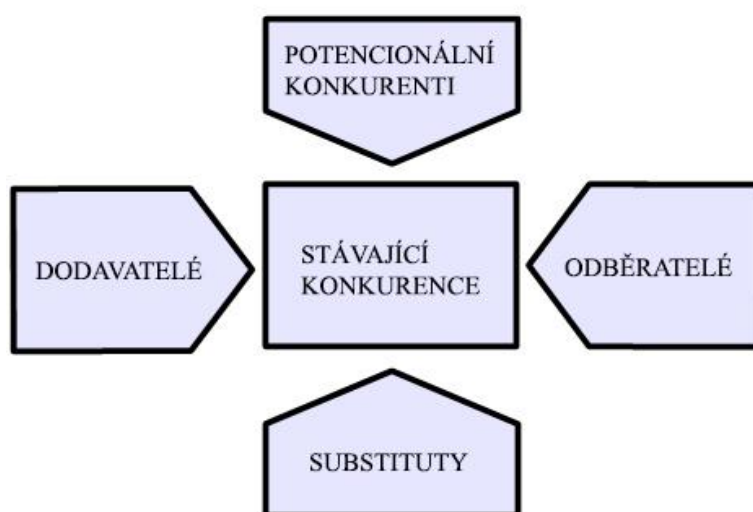 POTENCIONÁLNÍ
KONKURENTI
DODAVATELÉ
STÁVAJÍCÍ
KONKURENCE
ODBĚRATELÉ
SUBSTITUTY